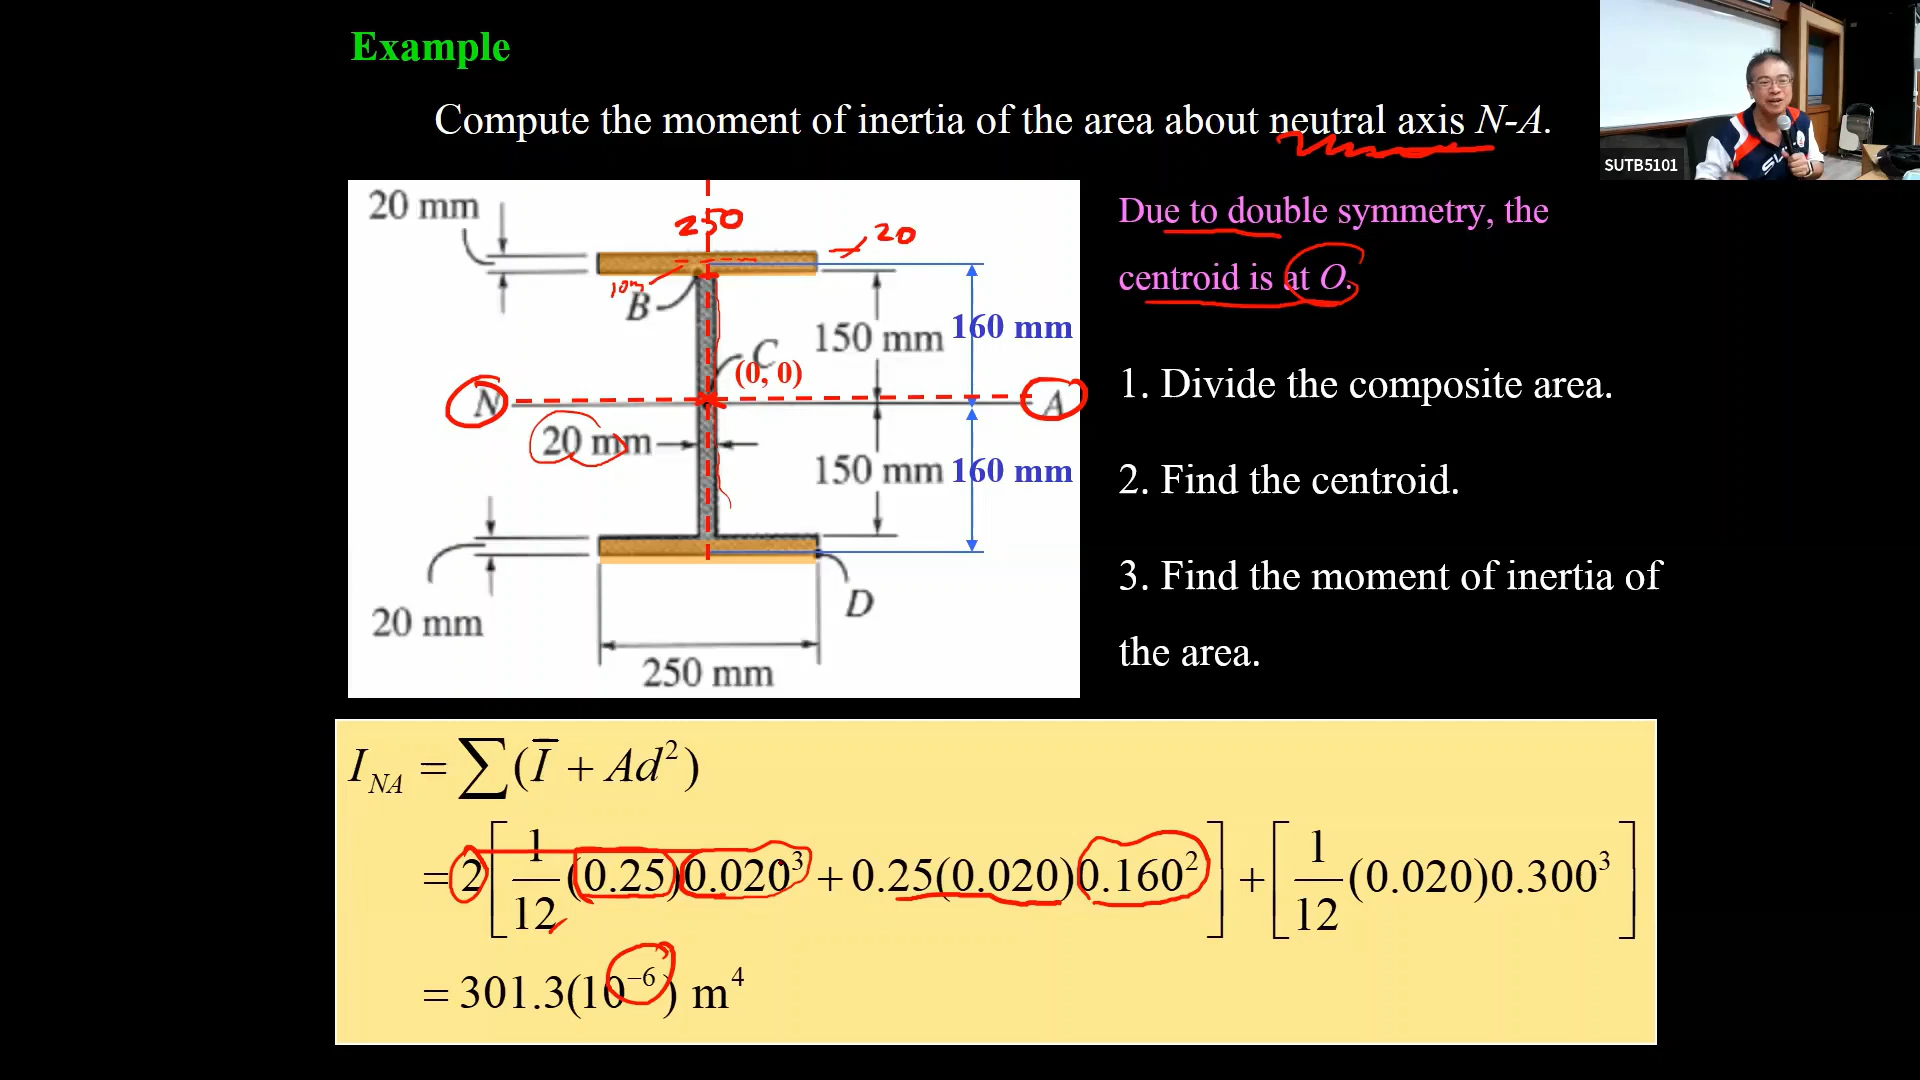 Example
Compute the moment of inertia of the area about neutral axis N-A.
SUTB5101
Due to double symmetry, the
centroid is at O.
20 mm
250
20
10m
B
150 mm
160 mm
C
(0, 0)
N
A
20 mm
150 mm
160 mm
D
20 mm
250 mm
1. Divide the composite area.
2. Find the centroid.
3. Find the moment of inertia of
the area.
I_NA = ∑(Ī + Ad²)
= 2[1/12 (0.25)0.020³ + 0.25(0.020)0.160²] + [1/12 (0.020)0.300³]
= 301.3(10⁻⁶) m⁴